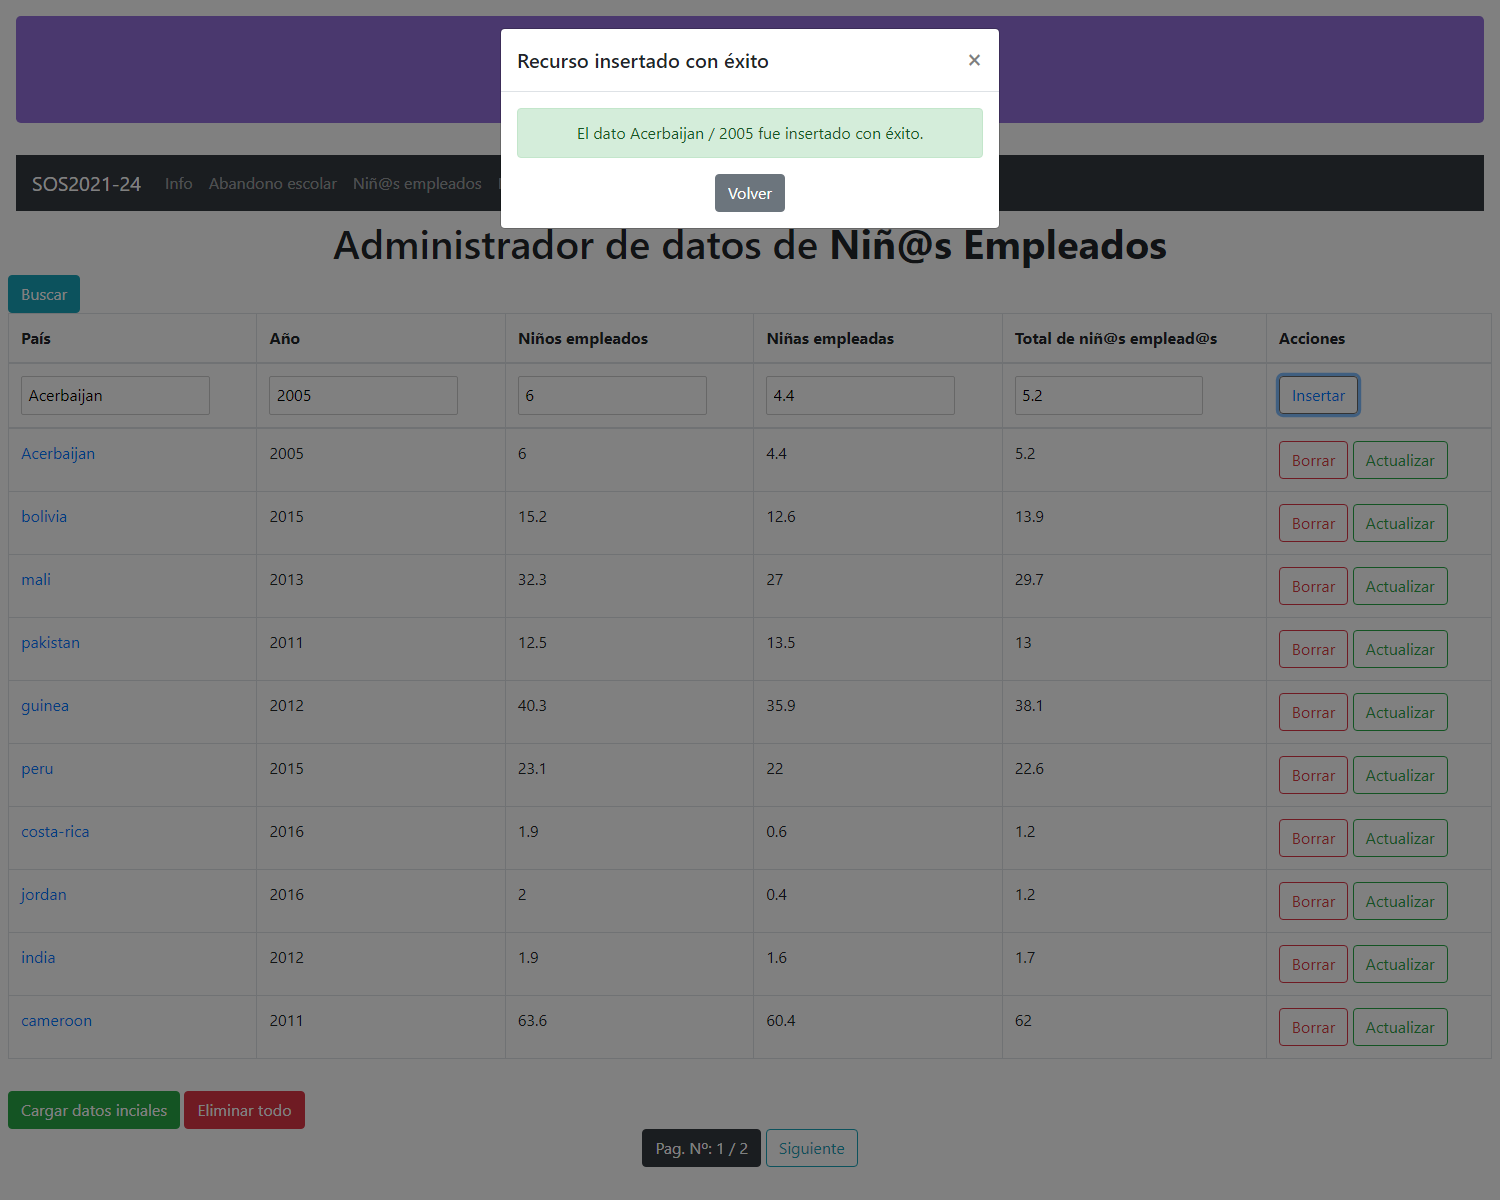 Recurso insertado con éxito ×
El dato Acerbaijan / 2005 fue insertado con éxito.
Volver
SOS2021-24 Info Abandono escolar Niñ@s empleados
Administrador de datos de Niñ@s Empleados
Buscar
País Año Niños empleados Niñas empleadas Total de niñ@s emplead@s Acciones
Acerbaijan 2005 6 4.4 5.2 Insertar
Acerbaijan 2005 6 4.4 5.2 Borrar Actualizar
bolivia 2015 15.2 12.6 13.9 Borrar Actualizar
mali 2013 32.3 27 29.7 Borrar Actualizar
pakistan 2011 12.5 13.5 13 Borrar Actualizar
guinea 2012 40.3 35.9 38.1 Borrar Actualizar
peru 2015 23.1 22 22.6 Borrar Actualizar
costa-rica 2016 1.9 0.6 1.2 Borrar Actualizar
jordan 2016 2 0.4 1.2 Borrar Actualizar
india 2012 1.9 1.6 1.7 Borrar Actualizar
cameroon 2011 63.6 60.4 62 Borrar Actualizar
Cargar datos inciales Eliminar todo
Pag. Nº: 1 / 2 Siguiente